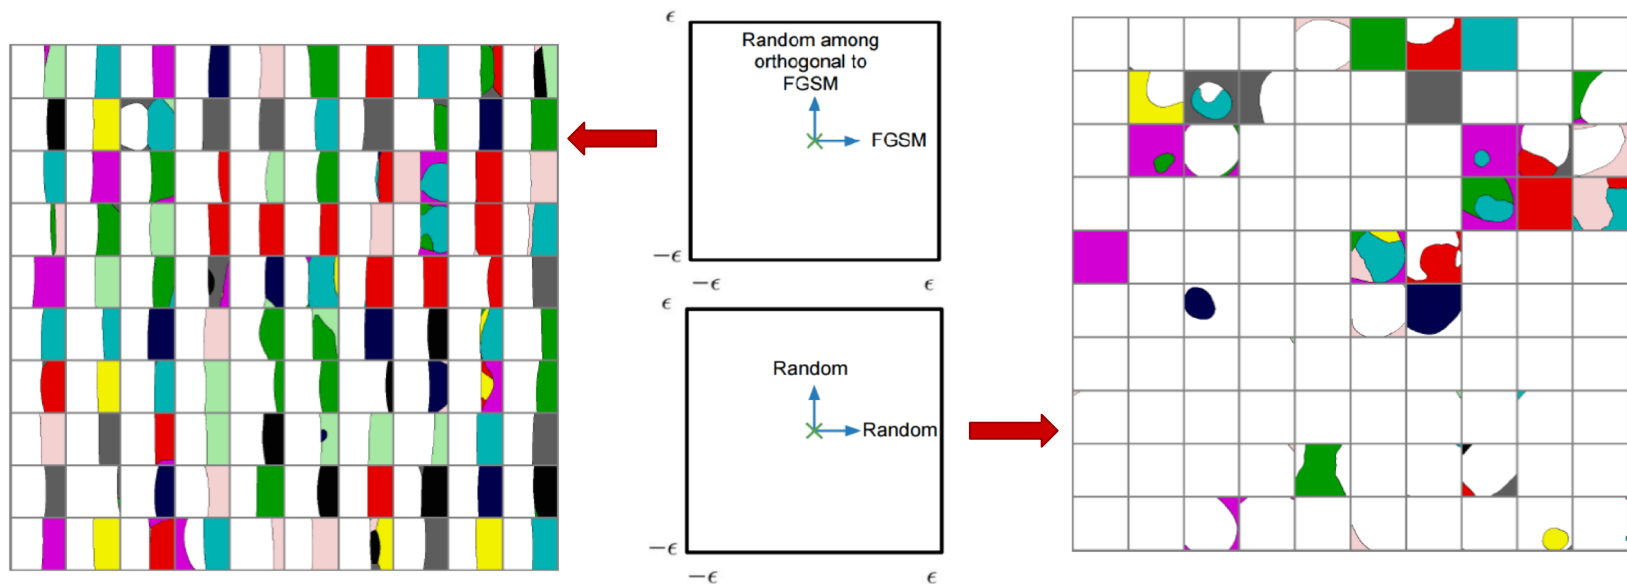 ϵ
Random among
orthogonal to
FGSM
FGSM
−ϵ
−ϵ
ϵ
ϵ
Random
Random
−ϵ
−ϵ
ϵ